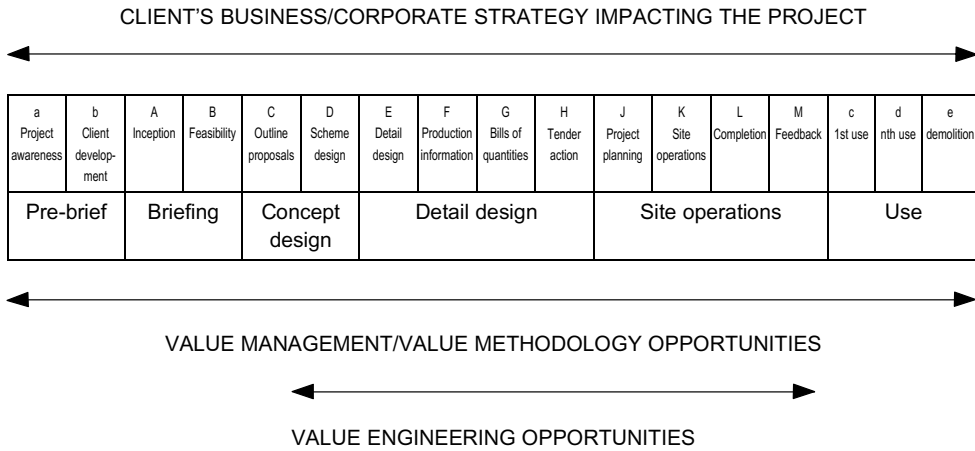 CLIENT'S BUSINESS/CORPORATE STRATEGY IMPACTING THE PROJECT
a b A B C D E F G H J K L M c d e
Project Client Inception Feasibility Outline Scheme Detail Production Bills of Tender Project Site Completion Feedback 1st use nth use demolition
awareness develop- proposals design design information quantities action planning operations
ment
Pre-brief Briefing Concept Detail design Site operations Use
design
VALUE MANAGEMENT/VALUE METHODOLOGY OPPORTUNITIES
VALUE ENGINEERING OPPORTUNITIES